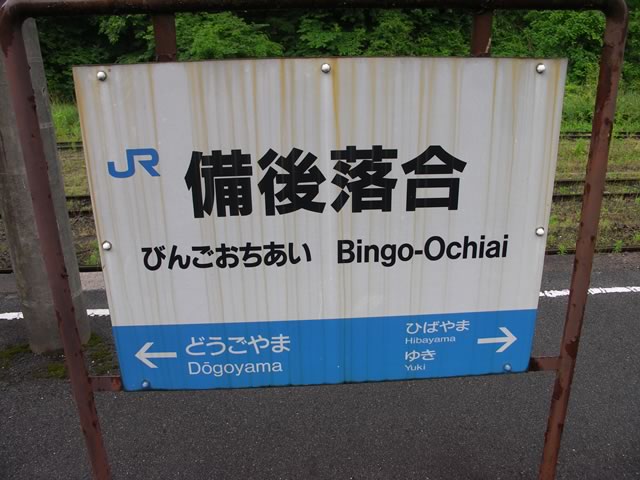 JR
備後落合
びんごおちあい Bingo-Ochiai
← どうごやま
Dōgoyama
ひばやま →
Hibayama
ゆき
Yuki